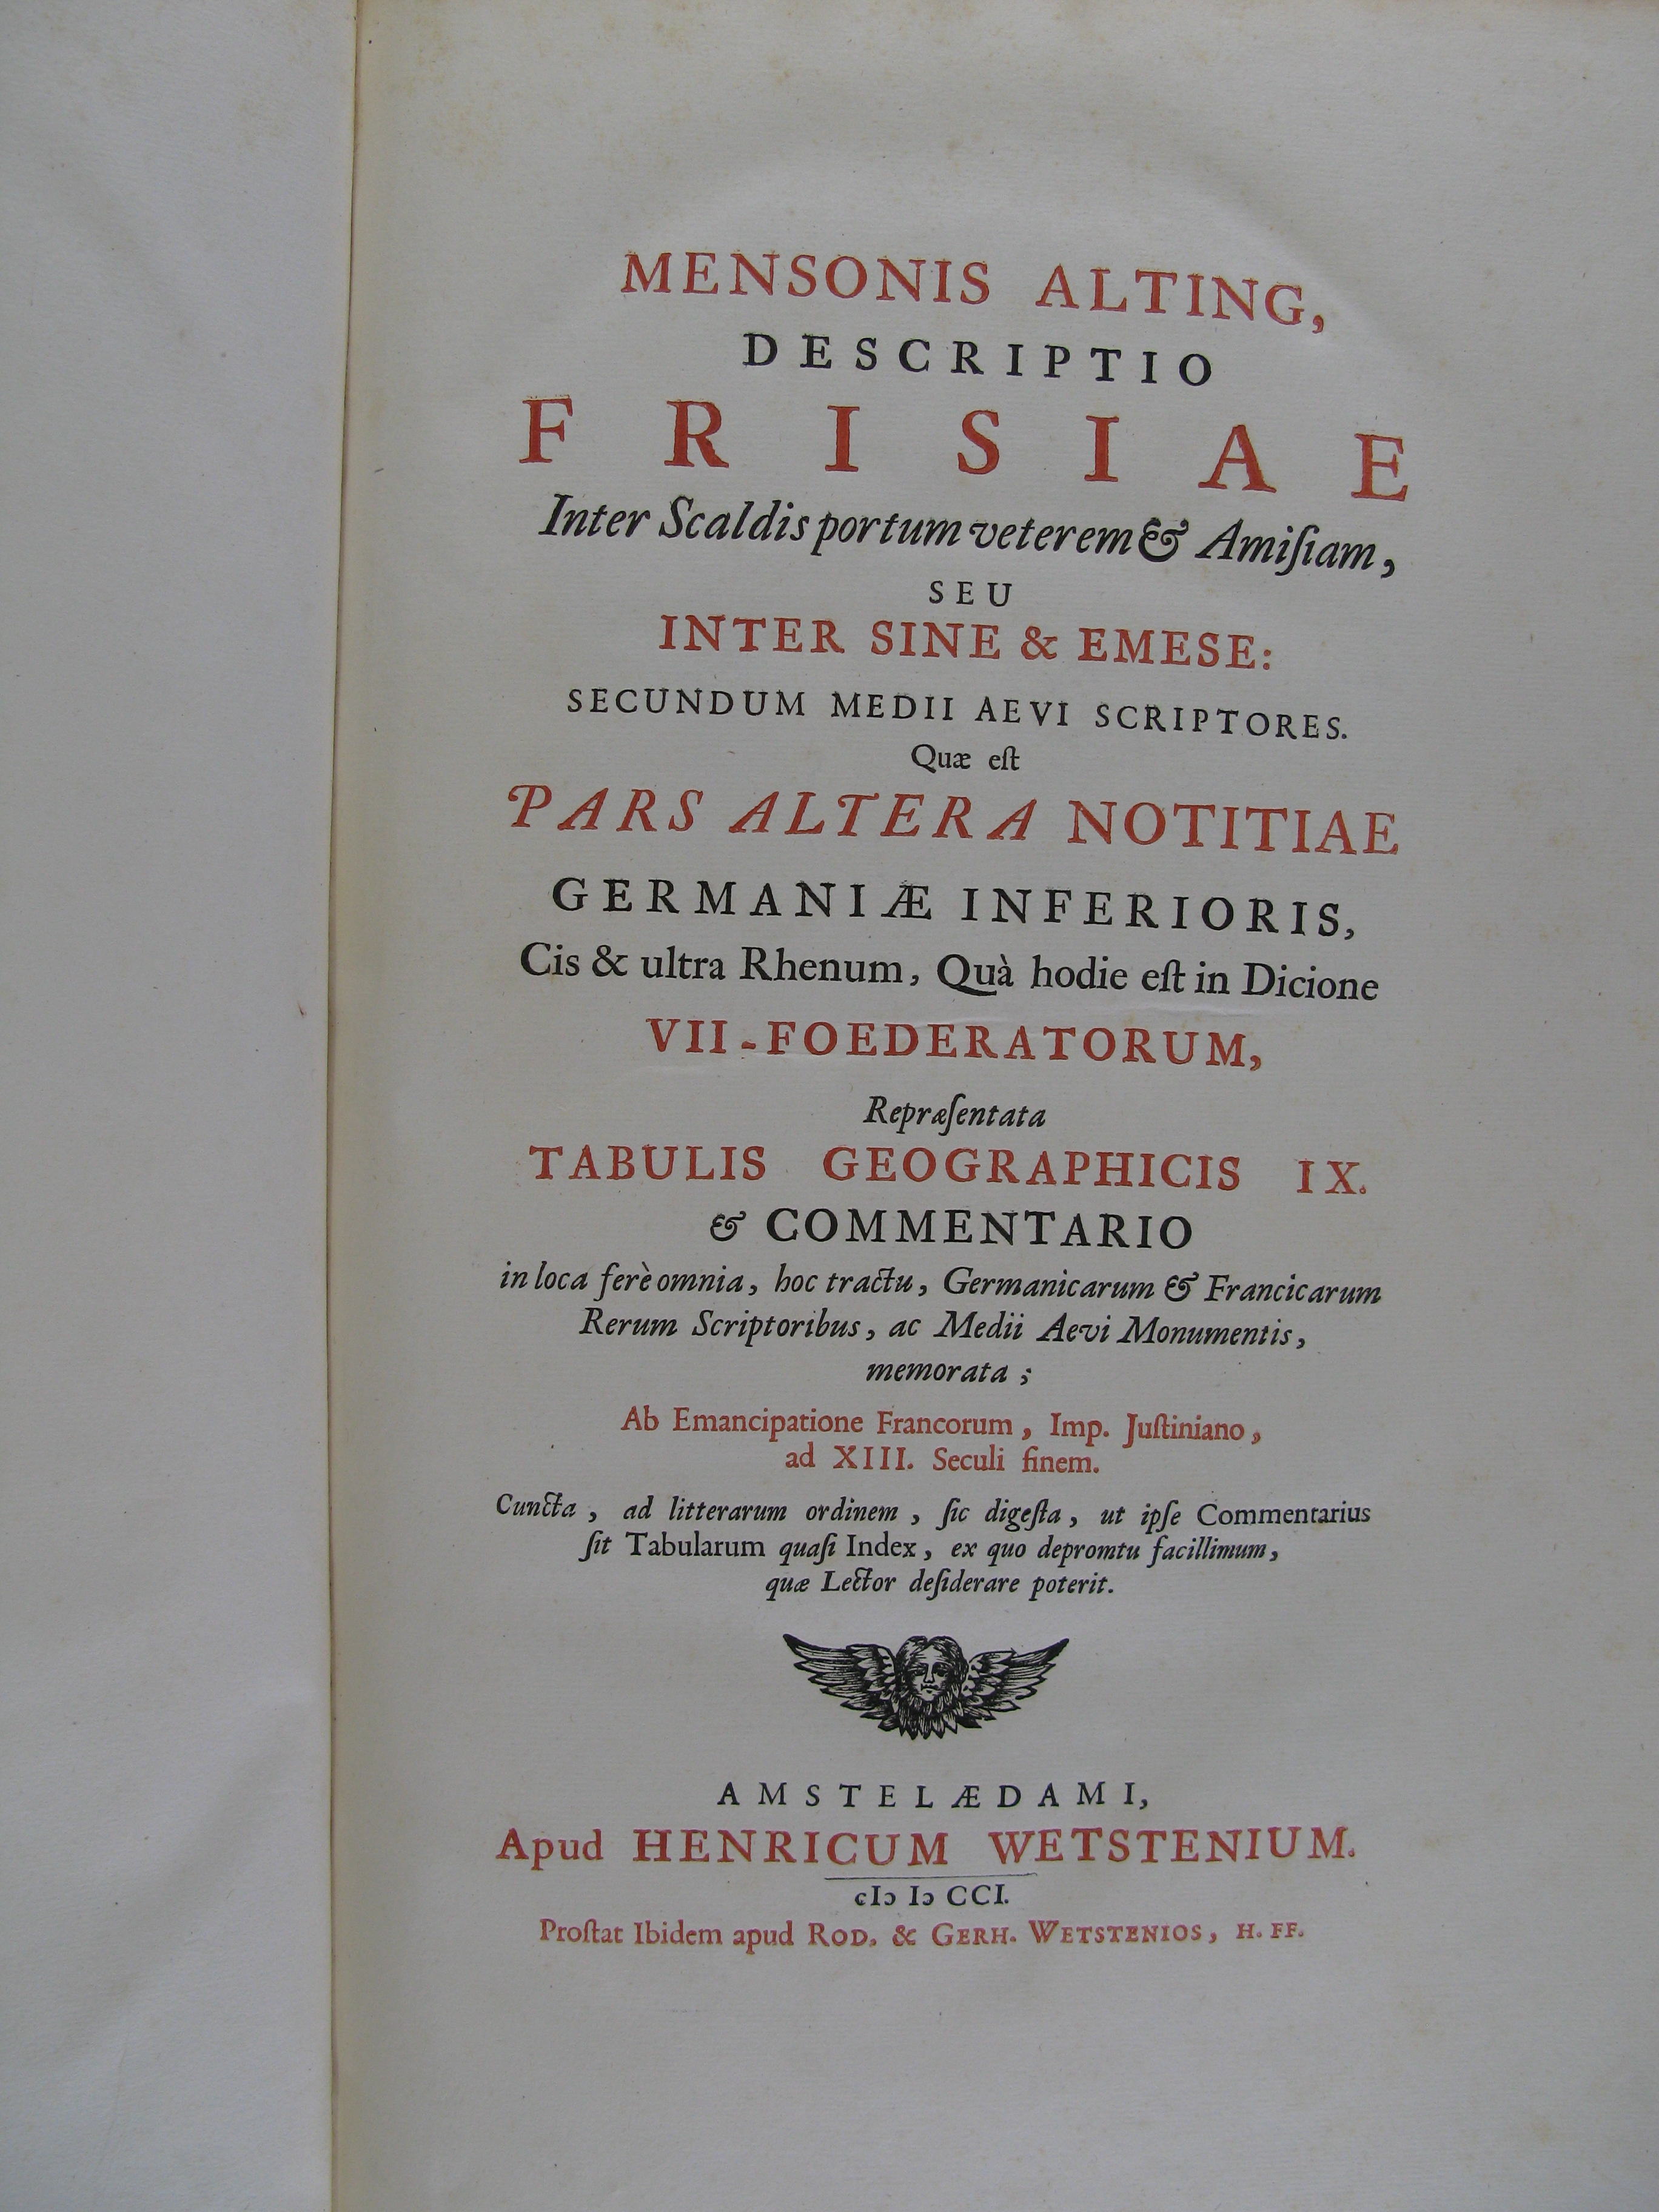 MENSONIS ALTING,
DESCRIPTIO
FRISIAE
Inter Scaldis portum veterem & Amiſiam,
SEU
INTER SINE & EMESE:
SECUNDUM MEDII AEVI SCRIPTORES.
Quæ eſt
PARS ALTERA NOTITIAE
GERMANIÆ INFERIORIS,
Cis & ultra Rhenum, Quà hodie eſt in Dicione
VII-FOEDERATORUM,
Repræſentata
TABULIS GEOGRAPHICIS IX.
& COMMENTARIO
in loca ferè omnia, hoc tractu, Germanicarum & Francicarum
Rerum Scriptoribus, ac Medii Aevi Monumentis,
memorata;
Ab Emancipatione Francorum, Imp. Juſtiniano,
ad XIII. Seculi finem.
Cuncta, ad litterarum ordinem, ſic digeſta, ut ipſe Commentarius
ſit Tabularum quaſi Index, ex quo depromtu facillimum,
quæ Lector deſiderare poterit.
AMSTELÆDAMI,
Apud HENRICUM WETSTENIUM.
cIɔ Iɔ CCI.
Proſtat Ibidem apud ROD. & GERH. WETSTENIOS, H. FF.